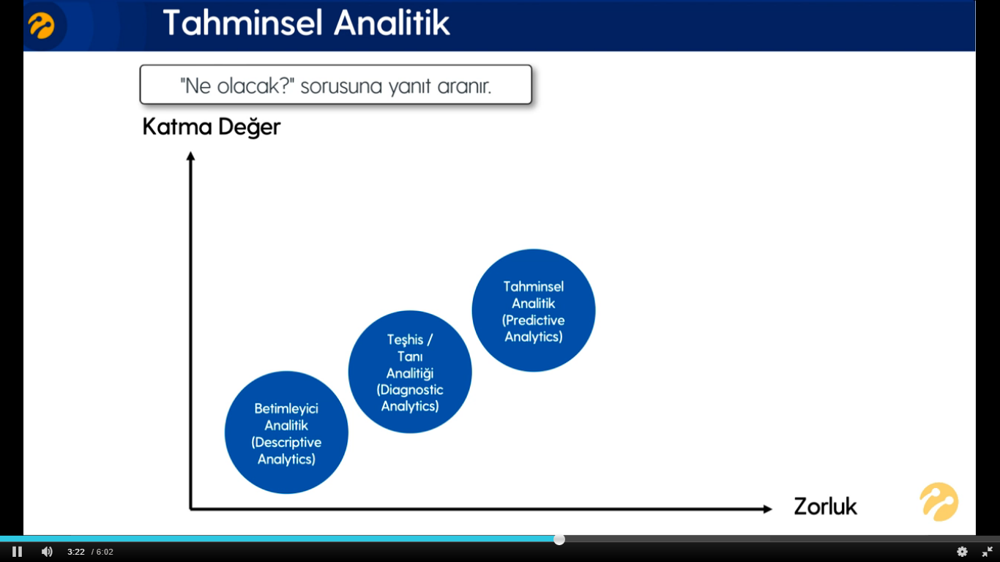 Tahminsel Analitik
"Ne olacak?" sorusuna yanıt aranır.
Katma Değer
Tahminsel
Analitik
(Predictive
Analytics)
Teşhis /
Tanı
Analitiği
(Diagnostic
Analytics)
Betimleyici
Analitik
(Descriptive
Analytics)
Zorluk
3:22 / 6:02